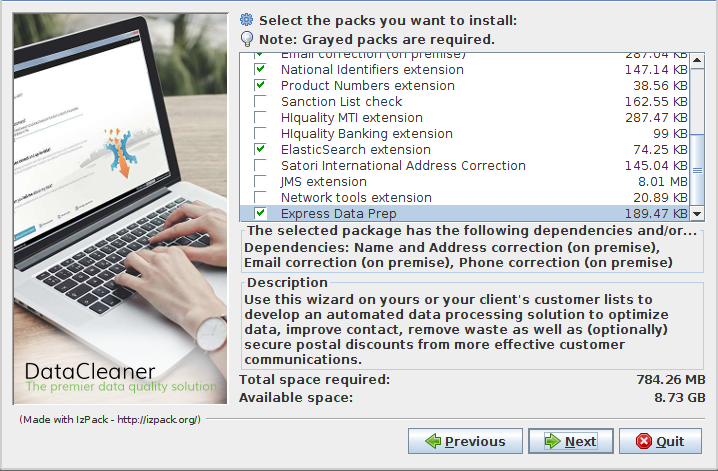 Select the packs you want to install:
Note: Grayed packs are required.
Email correction (on premise) 287.04 KB
National Identifiers extension 147.14 KB
Product Numbers extension 38.56 KB
Sanction List check 162.55 KB
HIquality MTI extension 287.47 KB
HIquality Banking extension 99 KB
ElasticSearch extension 74.25 KB
Satori International Address Correction 145.04 KB
JMS extension 8.01 MB
Network tools extension 20.89 KB
Express Data Prep 189.47 KB
The selected package has the following dependencies and/or...
Dependencies: Name and Address correction (on premise),
Email correction (on premise), Phone correction (on premise)
Description
Use this wizard on yours or your client's customer lists to
develop an automated data processing solution to optimize
data, improve contact, remove waste as well as (optionally)
secure postal discounts from more effective customer
communications.
DataCleaner
The premier data quality solution
Total space required: 784.26 MB
Available space: 8.73 GB
(Made with IzPack - http://izpack.org/)
Previous
Next
Quit